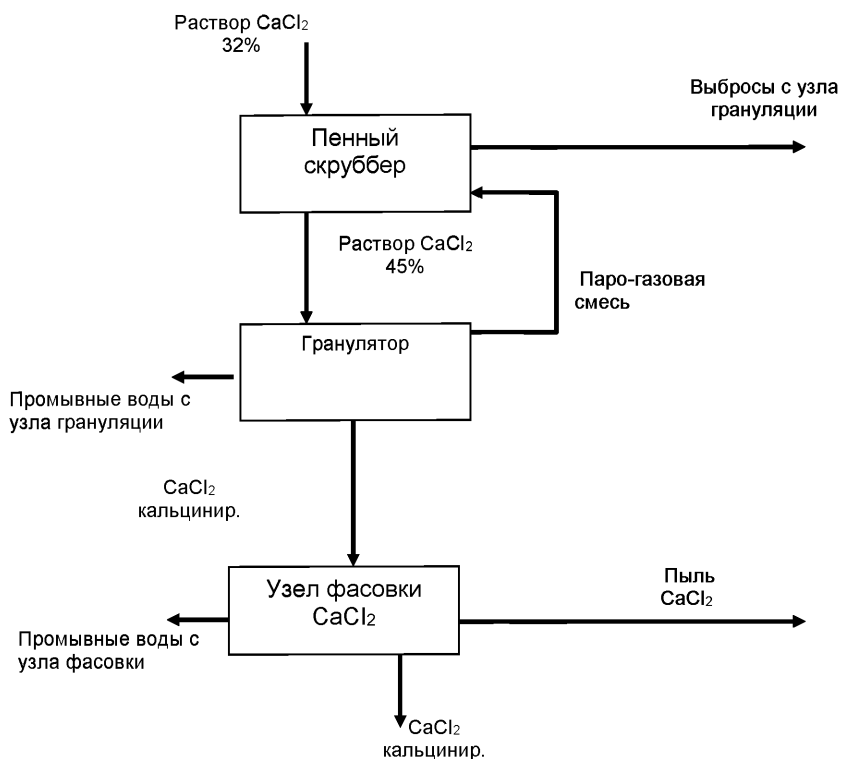 Раствор CaCl₂
32%
Выбросы с узла
грануляции
Пенный
скруббер
Раствор CaCl₂
45%
Паро-газовая
смесь
Гранулятор
Промывные воды с
узла грануляции
CaCl₂
кальцинир.
Узел фасовки
CaCl₂
Пыль
CaCl₂
Промывные воды с
узла фасовки
CaCl₂
кальцинир.